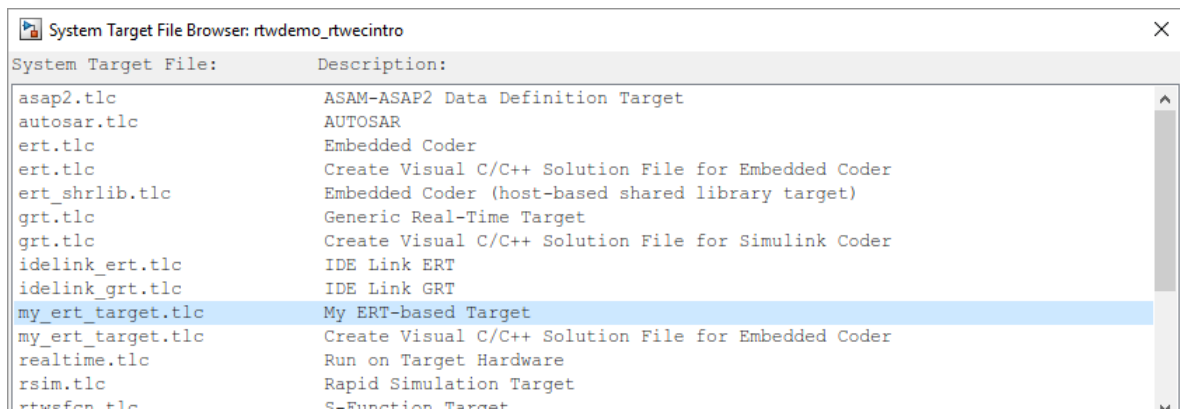 System Target File Browser: rtwdemo_rtwecintro
System Target File: Description:
asap2.tlc ASAM-ASAP2 Data Definition Target
autosar.tlc AUTOSAR
ert.tlc Embedded Coder
ert.tlc Create Visual C/C++ Solution File for Embedded Coder
ert_shrlib.tlc Embedded Coder (host-based shared library target)
grt.tlc Generic Real-Time Target
grt.tlc Create Visual C/C++ Solution File for Simulink Coder
idelink_ert.tlc IDE Link ERT
idelink_grt.tlc IDE Link GRT
my_ert_target.tlc My ERT-based Target
my_ert_target.tlc Create Visual C/C++ Solution File for Embedded Coder
realtime.tlc Run on Target Hardware
rsim.tlc Rapid Simulation Target
rtwsfcn.tlc S-Function Target